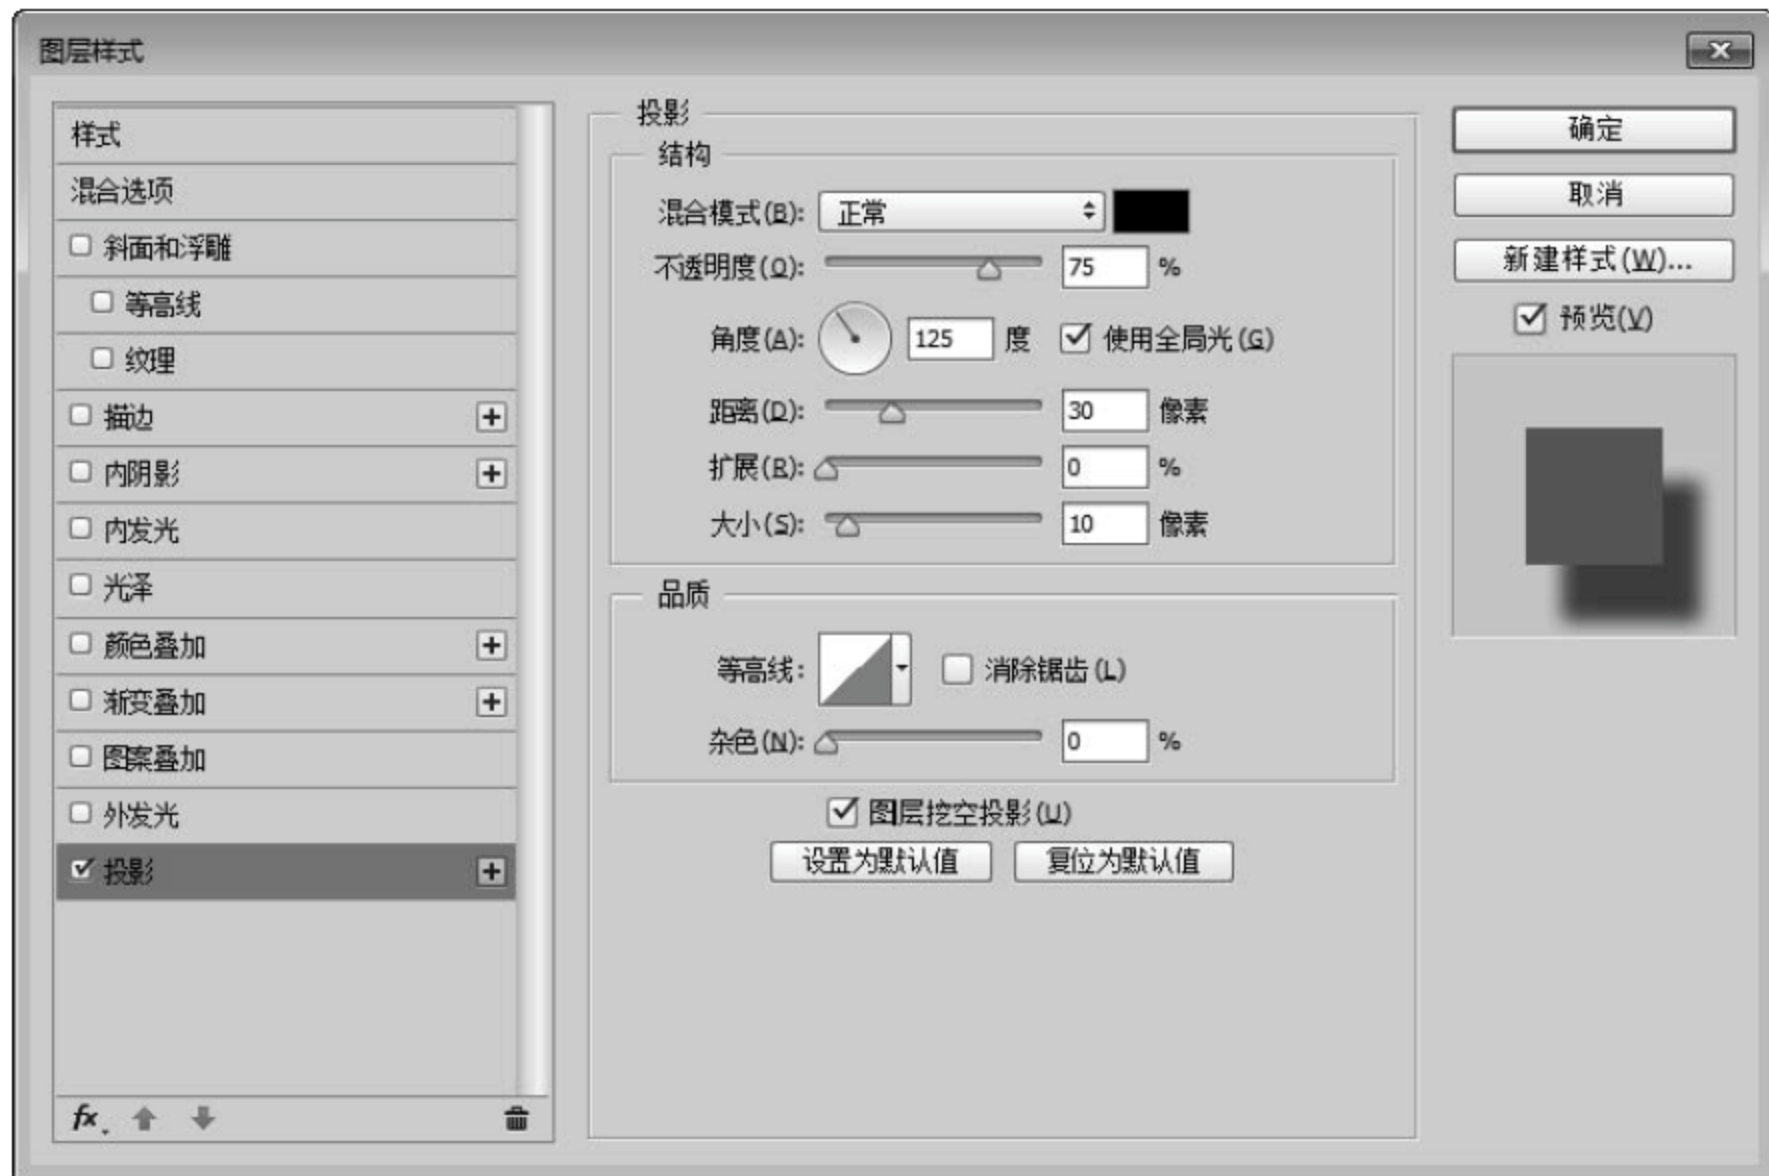 图层样式
样式
混合选项
斜面和浮雕
等高线
纹理
描边
内阴影
内发光
光泽
颜色叠加
渐变叠加
图案叠加
外发光
投影
fx.
投影
结构
混合模式(B): 正常
不透明度(O): 75 %
角度(A): 125 度 使用全局光(G)
距离(D): 30 像素
扩展(R): 0 %
大小(S): 10 像素
品质
等高线: 消除锯齿(L)
杂色(N): 0 %
图层挖空投影(U)
设置为默认值 复位为默认值
确定
取消
新建样式(W)...
预览(V)